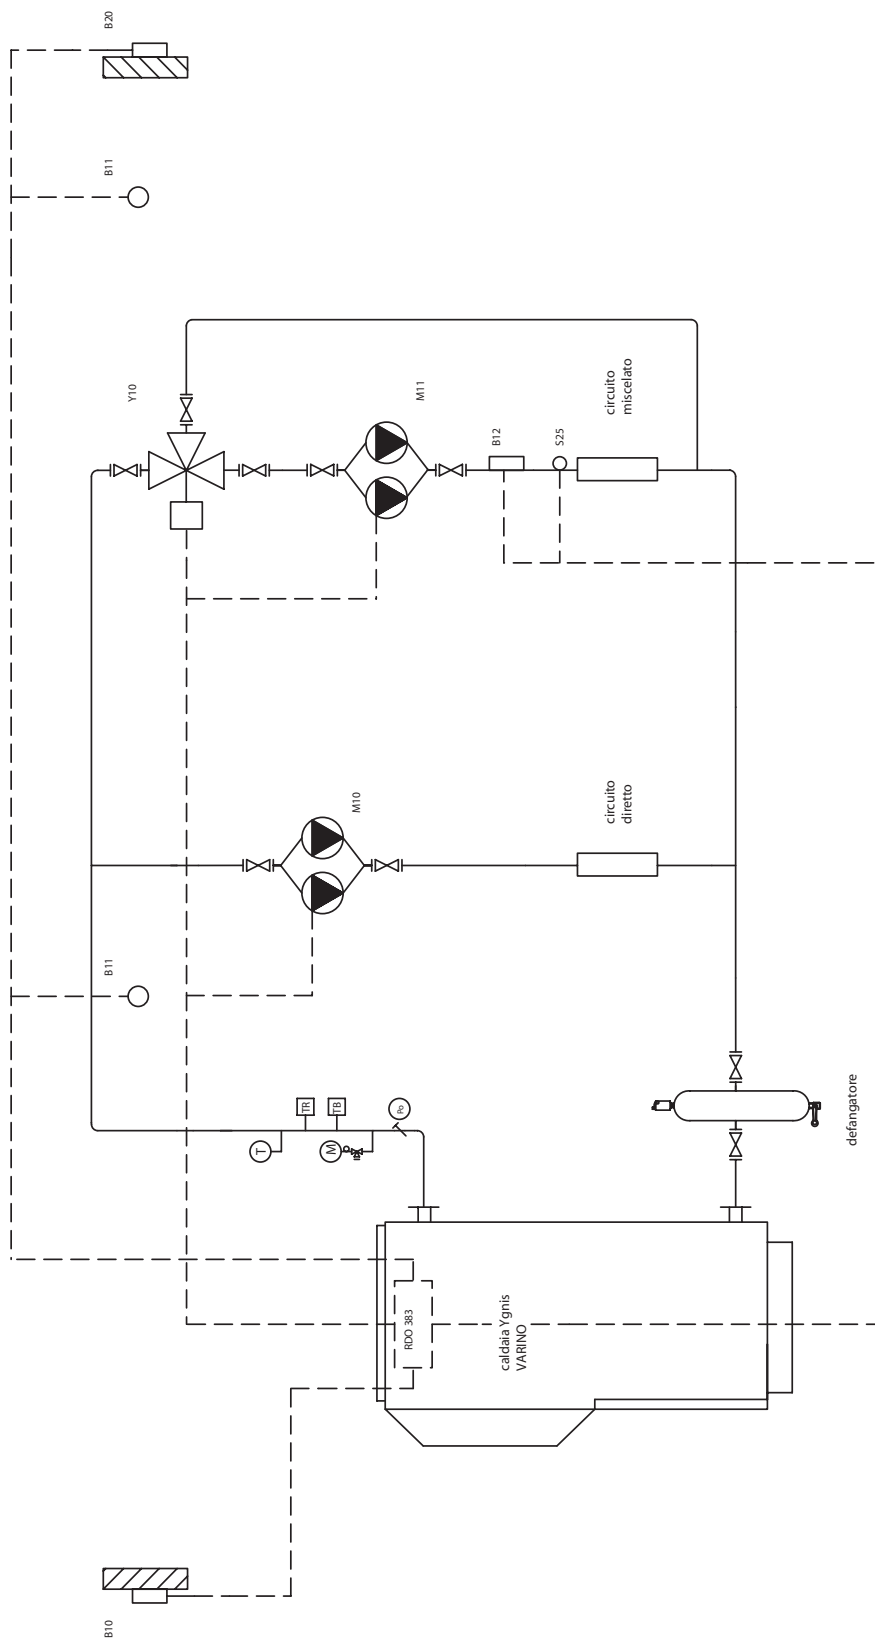 B10
B11
B11
B20
Y10
T
TR
M
TB
Po
M10
M11
RDO 383
B12
caldaia Ygnis
VARINO
S25
circuito
diretto
circuito
miscelato
defangatore